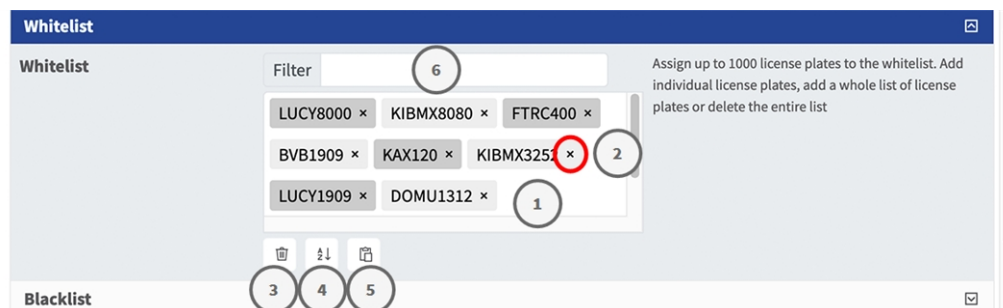 Whitelist
Whitelist
Filter
6
Assign up to 1000 license plates to the whitelist. Add
individual license plates, add a whole list of license
plates or delete the entire list
LUCY8000 × KIBMX8080 × FTRC400 ×
BVB1909 × KAX120 × KIBMX3252 × 2
LUCY1909 × DOMU1312 × 1
3 4 5
Blacklist